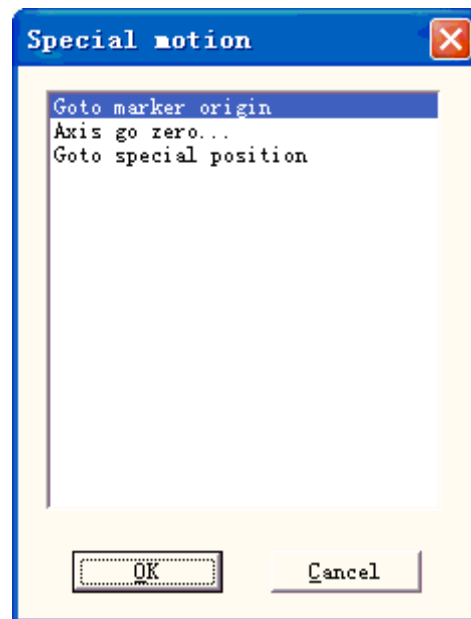 Special motion
Goto marker origin
Axis go zero...
Goto special position
OK
Cancel